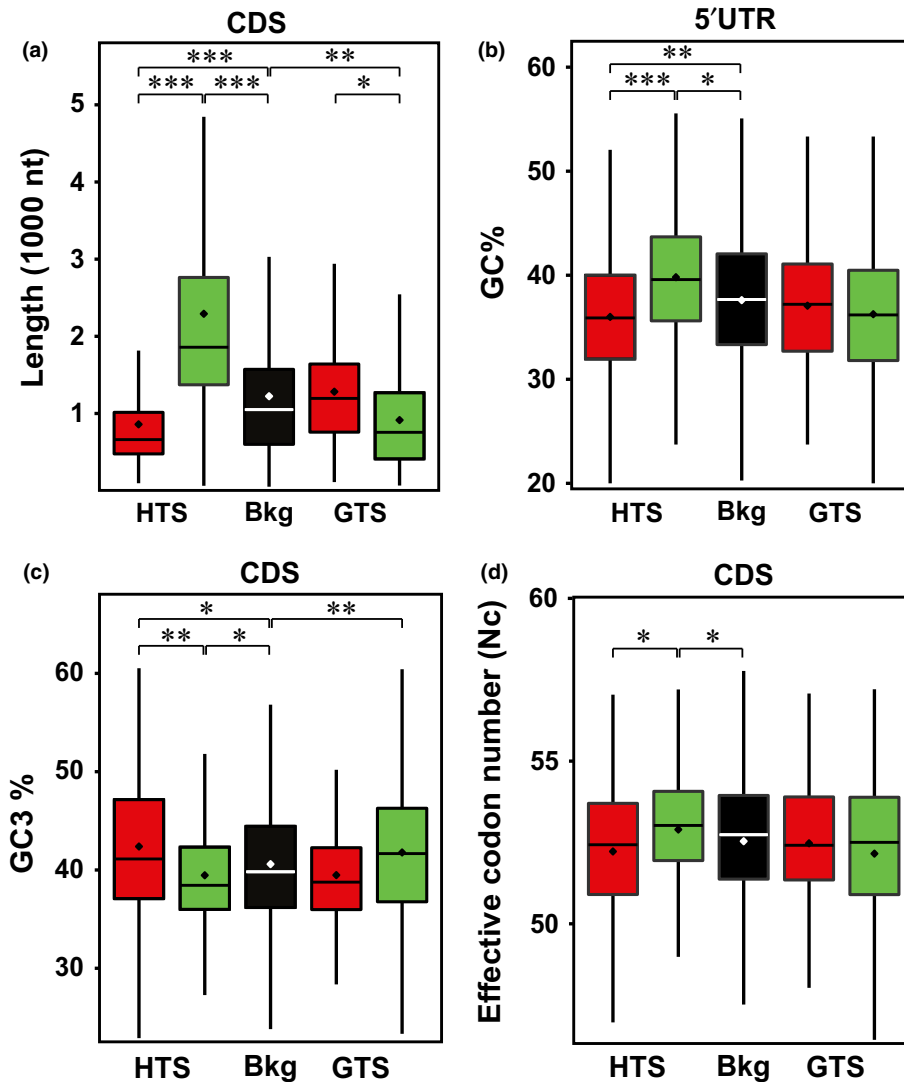 (a)
CDS
*** **
*** *** *
Length (1000 nt)
5
4
3
2
1
HTS Bkg GTS
(b)
5′UTR
**
*** *
GC%
60
50
40
30
20
HTS Bkg GTS
(c)
CDS
* **
** *
GC3 %
60
50
40
30
HTS Bkg GTS
(d)
CDS
* *
Effective codon number (Nc)
60
55
50
HTS Bkg GTS